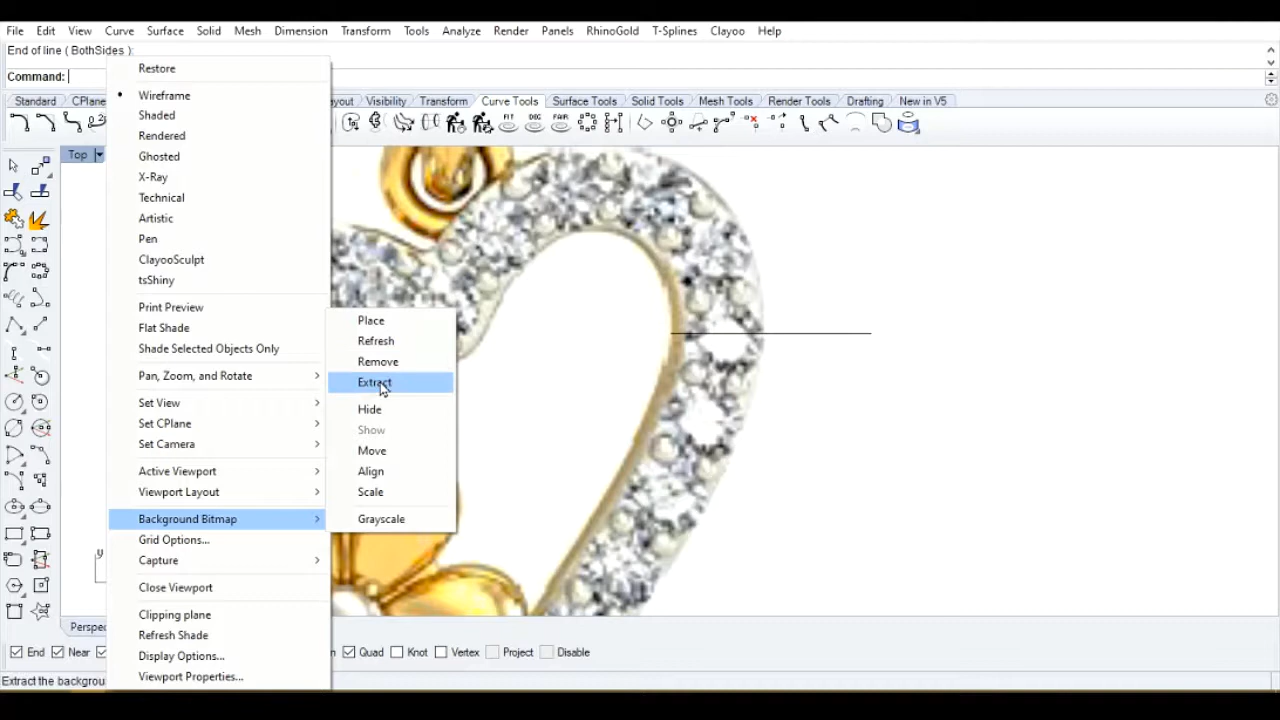 File Edit View Curve Surface Solid Mesh Dimension Transform Tools Analyze Render Panels RhinoGold T-Splines Clayoo Help
End of line ( BothSides ):
Command:
Restore
Standard CPlane Visibility Transform Curve Tools Surface Tools Solid Tools Mesh Tools Render Tools Drafting New in V5
Wireframe
Shaded
FIT DEG FAIR
Rendered
Top
Ghosted
X-Ray
Technical
Artistic
Pen
ClayooSculpt
tsShiny
Print Preview
Flat Shade
Shade Selected Objects Only
Pan, Zoom, and Rotate
Set View
Set CPlane
Set Camera
Active Viewport
Viewport Layout
Background Bitmap
Grid Options...
Capture
Close Viewport
Clipping plane
Refresh Shade
Display Options...
Viewport Properties...
Place
Refresh
Remove
Extract
Hide
Show
Move
Align
Scale
Grayscale
y
End Near Quad Knot Vertex Project Disable
Extract the